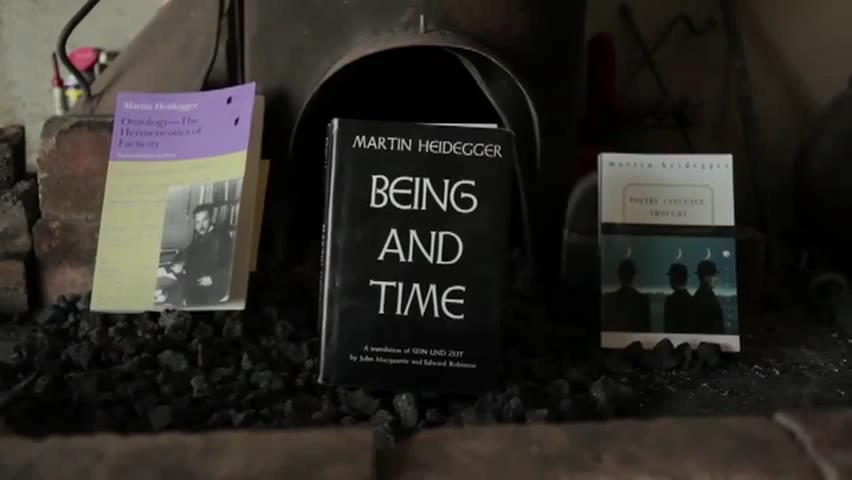 Martin Heidegger
Ontology—The
Hermeneutics of
Facticity
MARTIN HEIDEGGER
BEING
AND
TIME
A translation of SEIN UND ZEIT
by John Macquarrie and Edward Robinson
martin heidegger
POETRY, LANGUAGE,
THOUGHT